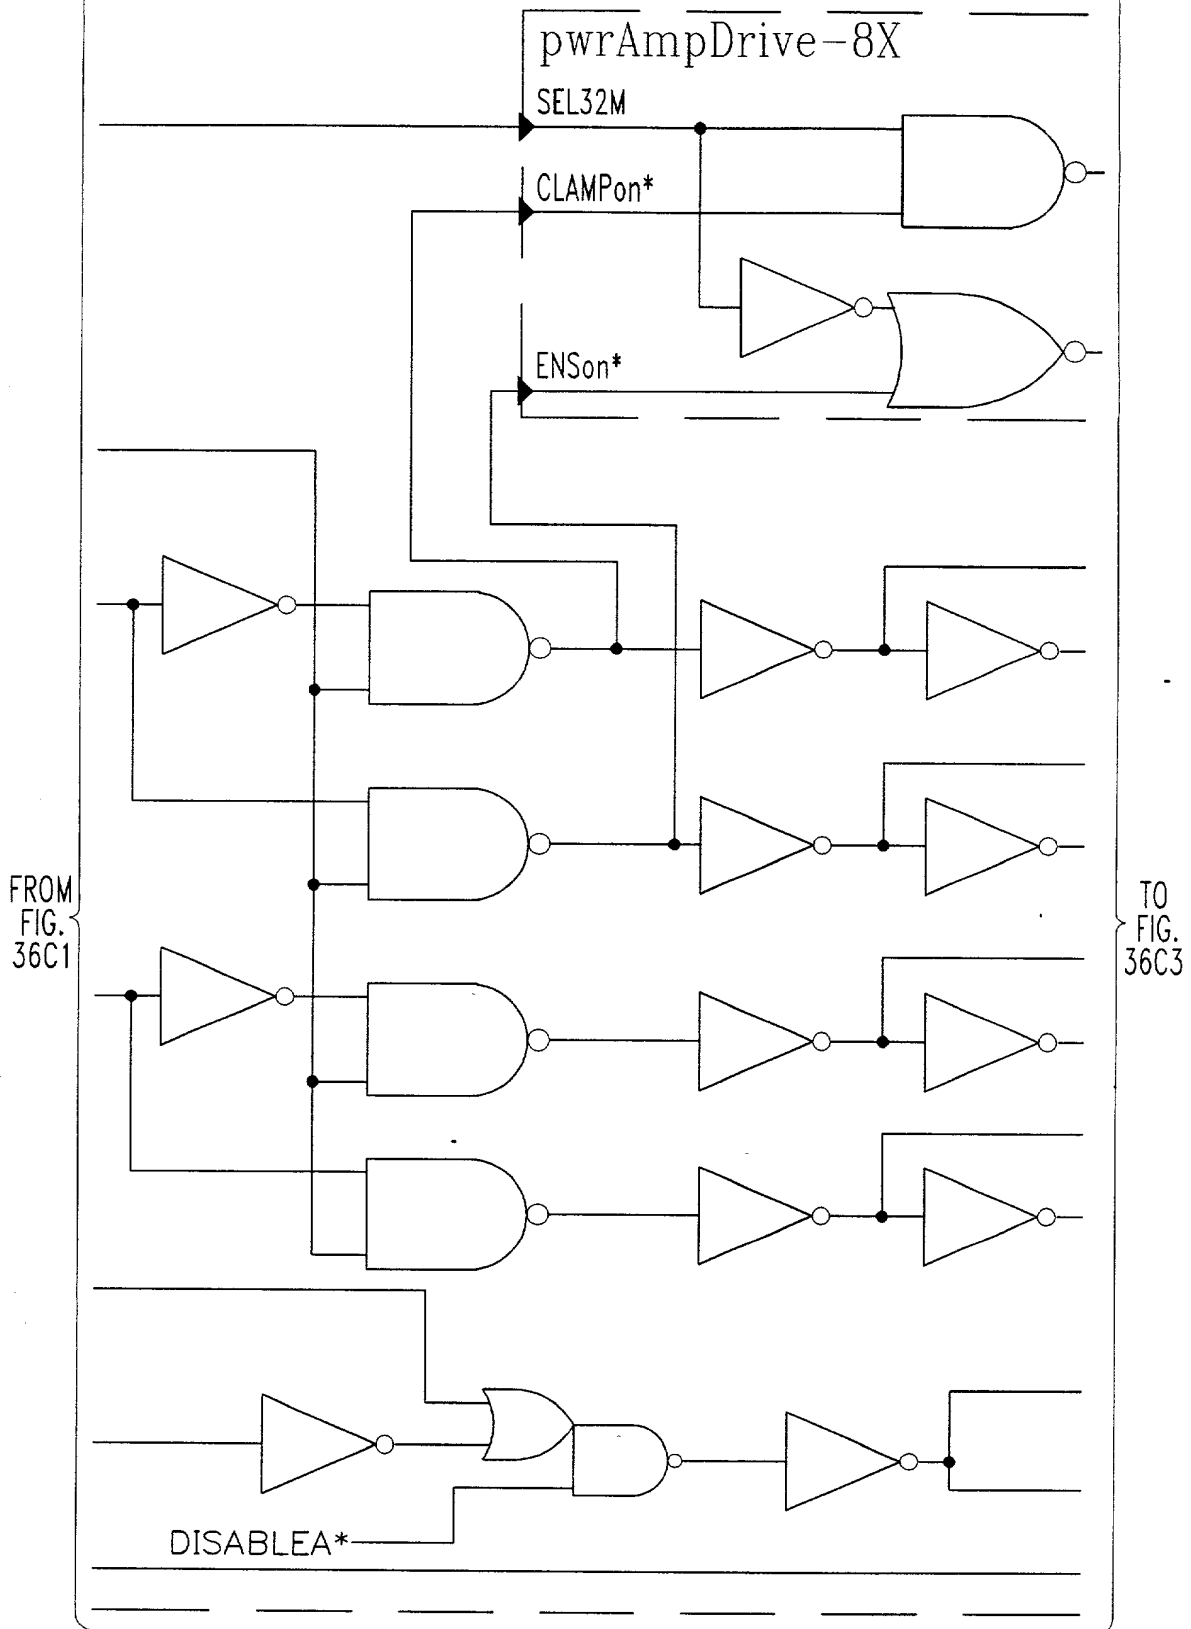 pwrAmpDrive-8X
SEL32M
CLAMPon*
ENSon*
FROM
FIG.
36C1
TO
FIG.
36C3
DISABLEA*